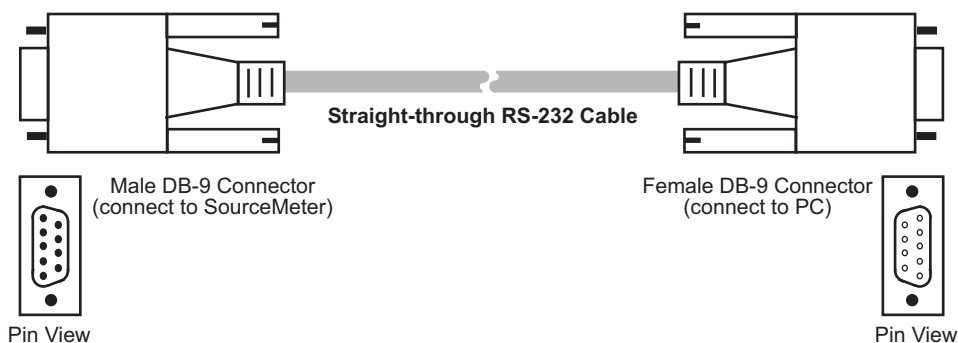 Straight-through RS-232 Cable
Male DB-9 Connector
(connect to SourceMeter)
Female DB-9 Connector
(connect to PC)
Pin View
Pin View